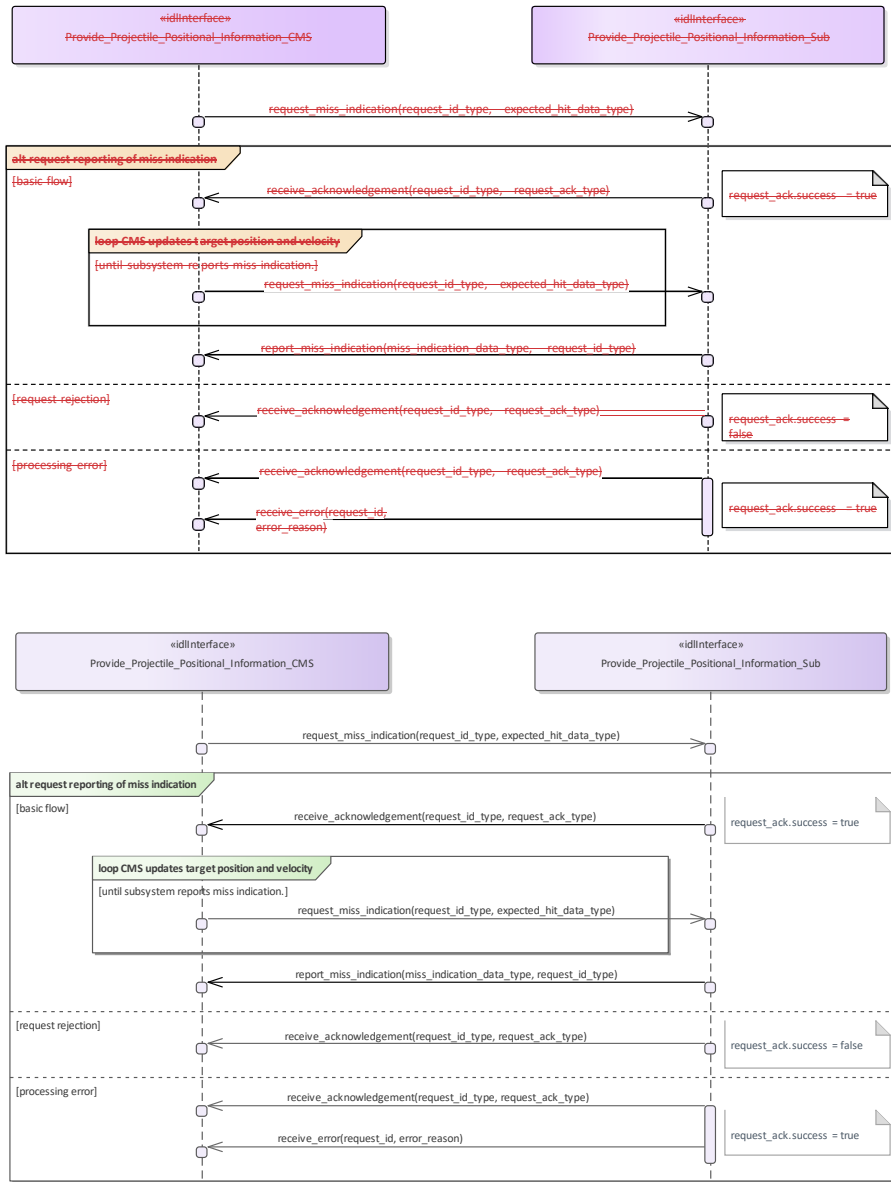 «idlInterface»
Provide_Projectile_Positional_Information_CMS
«idlInterface»
Provide_Projectile_Positional_Information_Sub
request_miss_indication(request_id_type, expected_hit_data_type)
alt request reporting of miss indication
[basic flow]
receive_acknowledgement(request_id_type, request_ack_type)
request_ack.success = true
loop CMS updates target position and velocity
[until subsystem reports miss indication.]
request_miss_indication(request_id_type, expected_hit_data_type)
report_miss_indication(miss_indication_data_type, request_id_type)
[request rejection]
receive_acknowledgement(request_id_type, request_ack_type)
request_ack.success =
false
[processing error]
receive_acknowledgement(request_id_type, request_ack_type)
request_ack.success = true
receive_error(request_id,
error_reason)
«idlInterface»
Provide_Projectile_Positional_Information_CMS
«idlInterface»
Provide_Projectile_Positional_Information_Sub
request_miss_indication(request_id_type, expected_hit_data_type)
alt request reporting of miss indication
[basic flow]
receive_acknowledgement(request_id_type, request_ack_type)
request_ack.success = true
loop CMS updates target position and velocity
[until subsystem reports miss indication.]
request_miss_indication(request_id_type, expected_hit_data_type)
report_miss_indication(miss_indication_data_type, request_id_type)
[request rejection]
receive_acknowledgement(request_id_type, request_ack_type)
request_ack.success = false
[processing error]
receive_acknowledgement(request_id_type, request_ack_type)
request_ack.success = true
receive_error(request_id, error_reason)